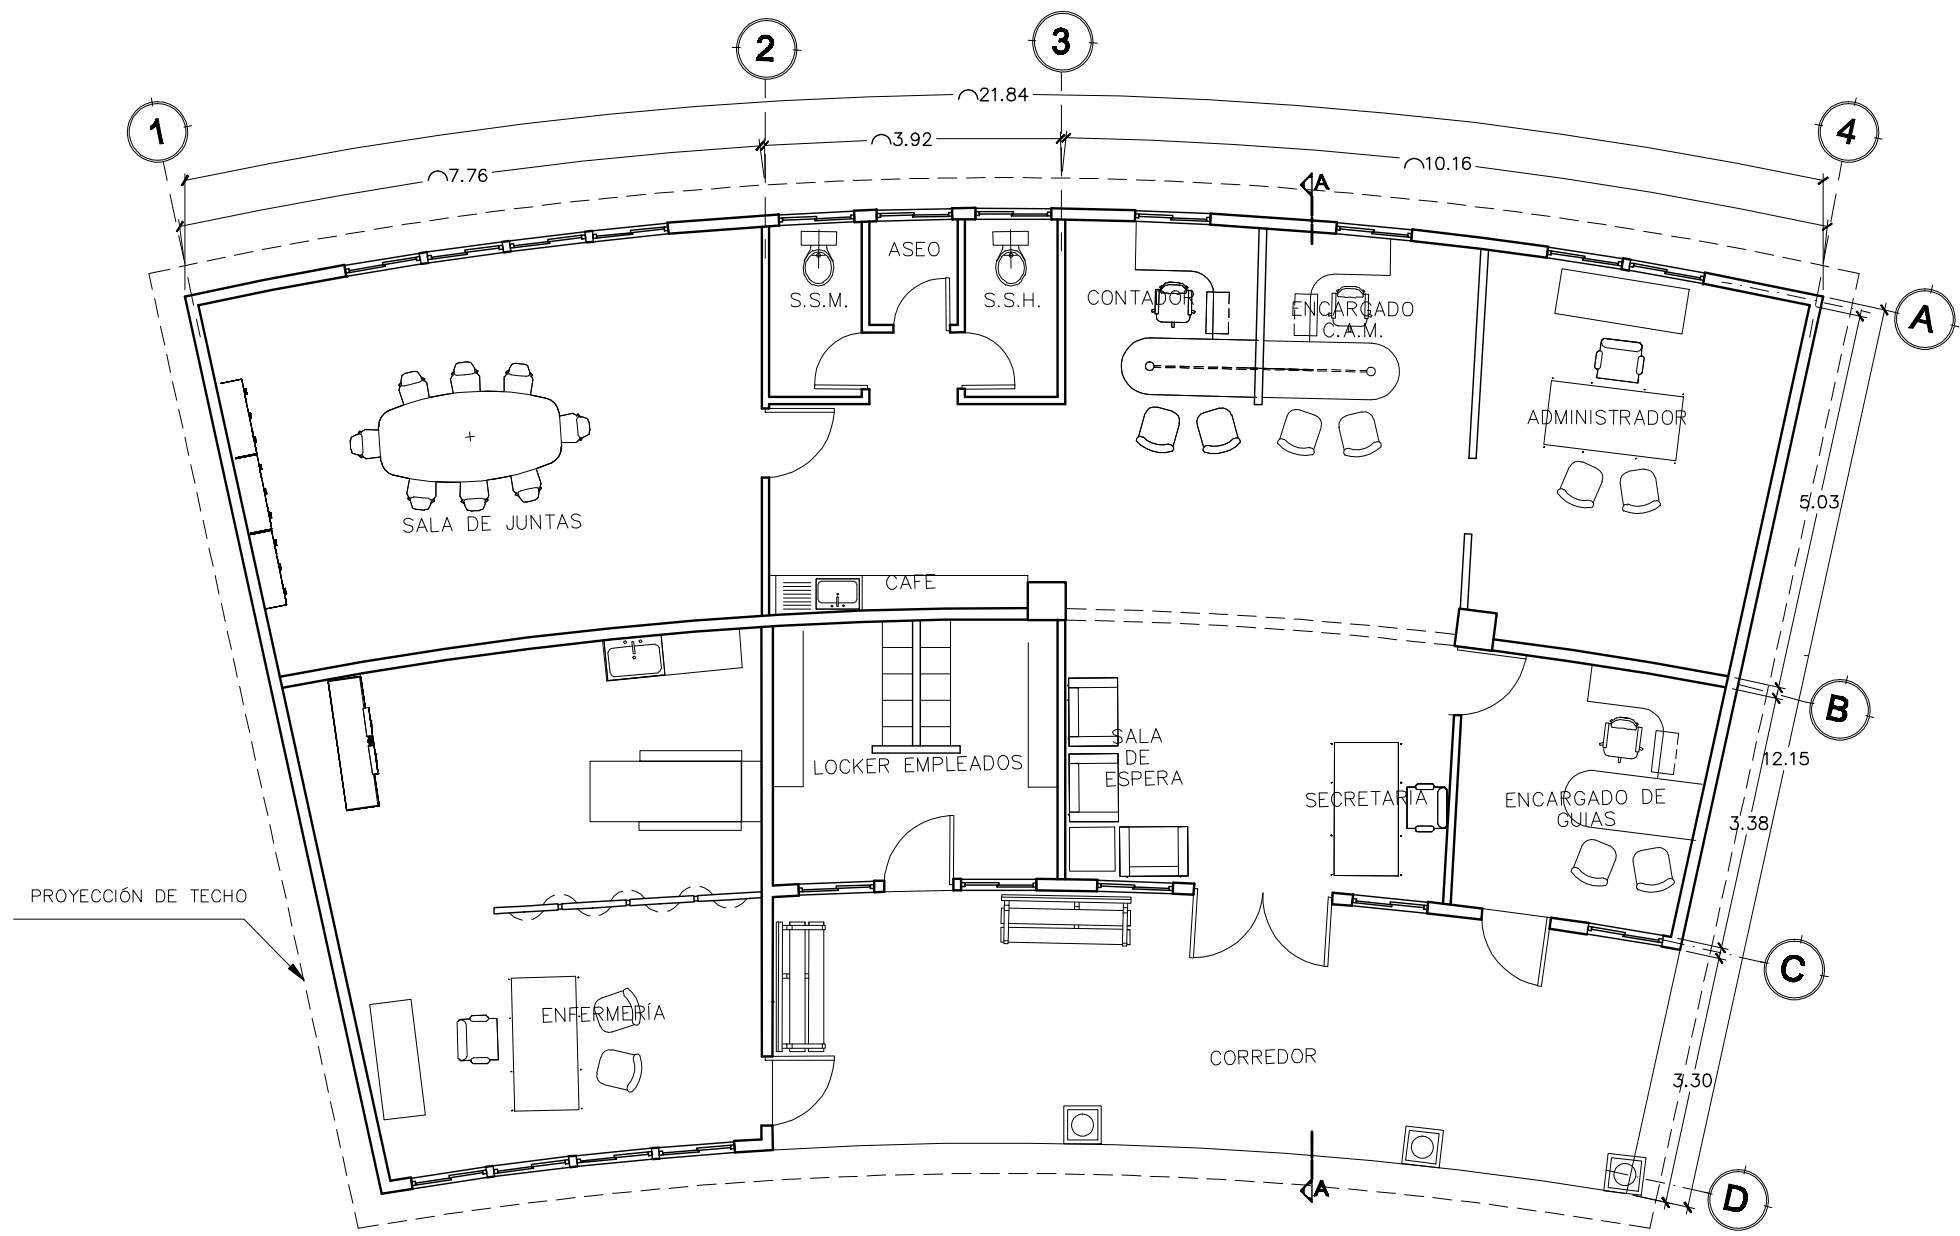 3
2
⌒21.84
1
4
⌒3.92
⌒10.16
⌒7.76
A
ASEO
S.S.M.
S.S.H.
CONTADOR
ENCARGADO
C.A.M.
A
ADMINISTRADOR
5.03
SALA DE JUNTAS
CAFE
B
SALA
DE
ESPERA
LOCKER EMPLEADOS
12.15
SECRETARIA
ENCARGADO DE
GUIAS
3.38
PROYECCIÓN DE TECHO
C
ENFERMERÍA
CORREDOR
3.30
A
D